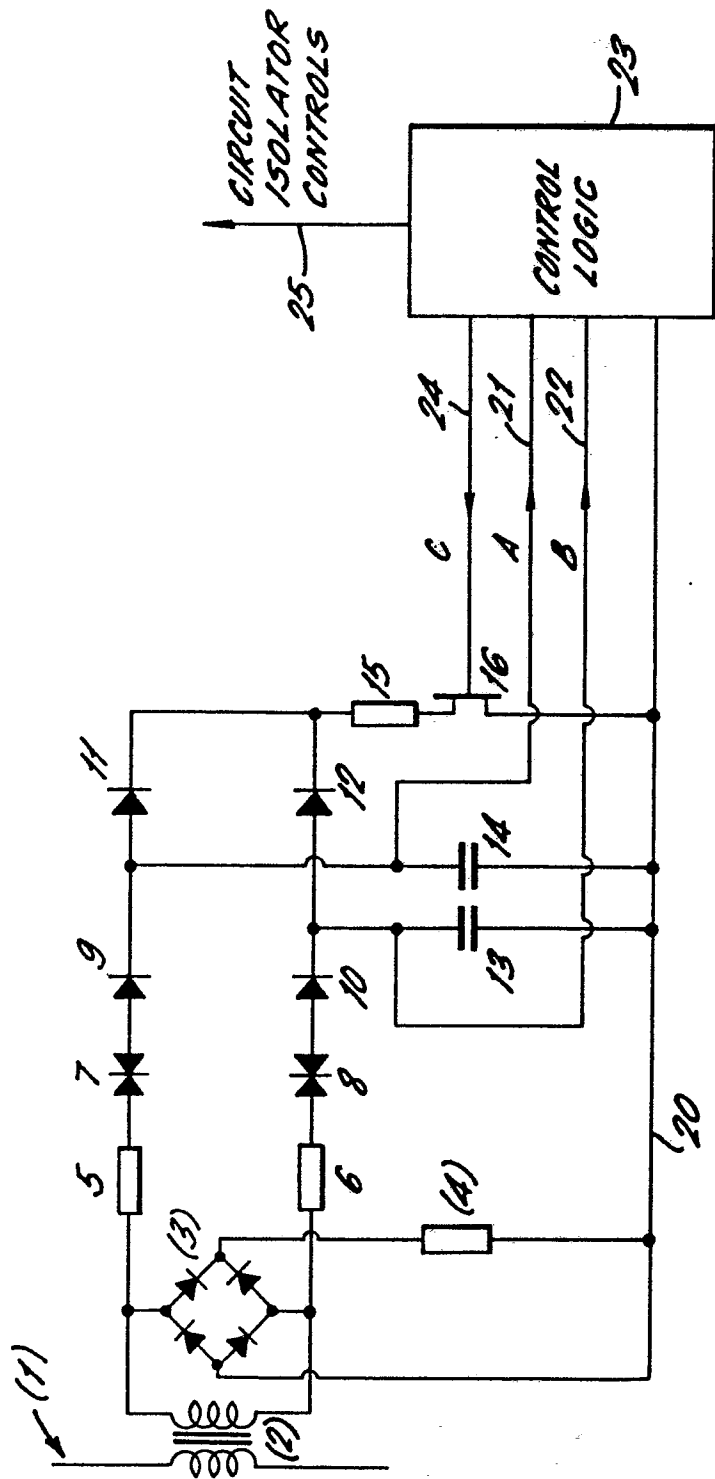 (1)
(2)
(3)
(4)
5
6
7
8
9
10
11
12
13
14
15
16
C
A
B
24
21
22
20
25
CIRCUIT
ISOLATOR
CONTROLS
CONTROL
LOGIC
23